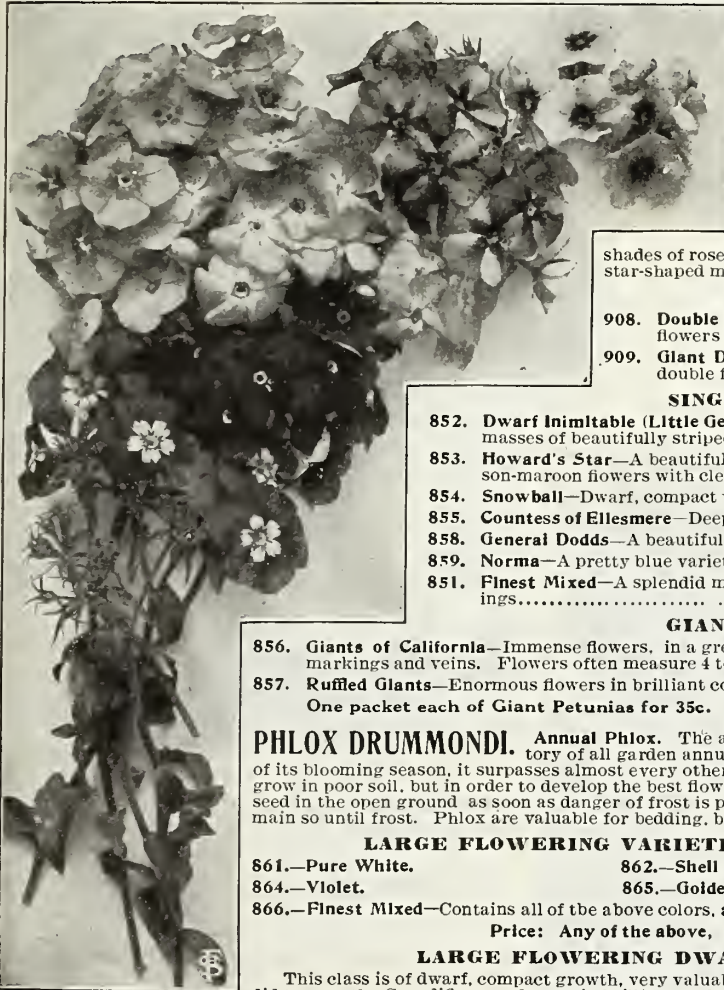 shades of rose
star-shaped m
908. Double
flowers
909. Giant D
double f
SING
852. Dwarf Inimitable (Little Ge
masses of beautifully stripe
853. Howard's Star—A beautiful
son-maroon flowers with cle
854. Snowball—Dwarf, compact
855. Countess of Ellesmere—Deep
858. General Dodds—A beautiful
859. Norma—A pretty blue variet
851. Finest Mixed—A splendid m
ings......................
GIAN
856. Giants of California—Immense flowers, in a gre
markings and veins. Flowers often measure 4 t
857. Ruffled Giants—Enormous flowers in brilliant co
One packet each of Giant Petunias for 35c.
PHLOX DRUMMONDI. Annual Phlox. The a
tory of all garden annu
of its blooming season, it surpasses almost every other
grow in poor soil, but in order to develop the best flow
seed in the open ground as soon as danger of frost is p
main so until frost. Phlox are valuable for bedding, b
LARGE FLOWERING VARIETI
861.—Pure White. 862.—Shell
864.—Violet. 865.—Golde
866.—Finest Mixed—Contains all of tbe above colors, a
Price: Any of the above,
LARGE FLOWERING DWA
This class is of dwarf, compact growth, very valua